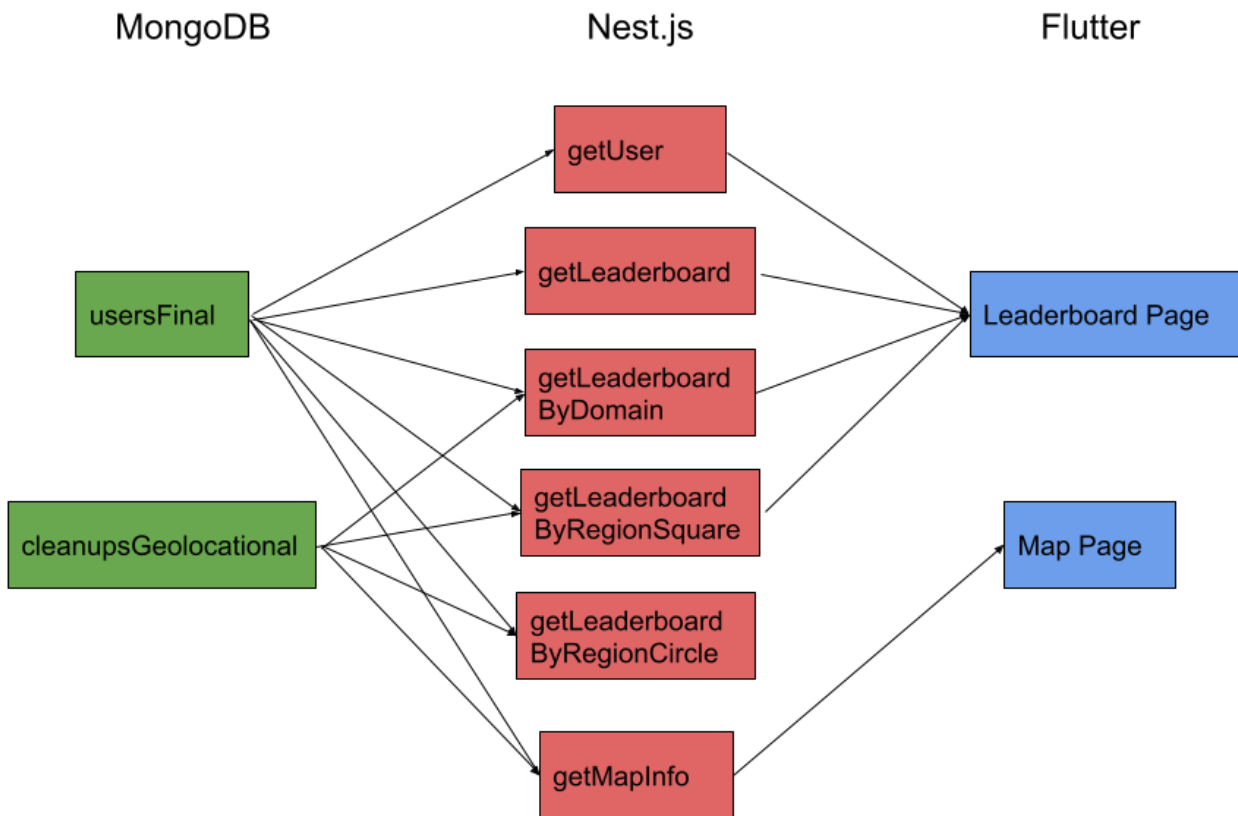 MongoDB
Nest.js
Flutter
getUser
getLeaderboard
usersFinal
Leaderboard Page
getLeaderboard
ByDomain
getLeaderboard
ByRegionSquare
cleanupsGeolocational
Map Page
getLeaderboard
ByRegionCircle
getMapInfo